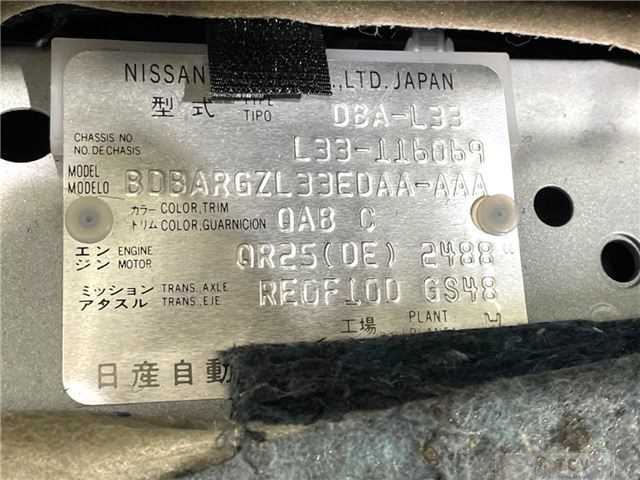 NISSAN , LTD. JAPAN
型式 TYPE TIPO DBA-L33
CHASSIS NO. NO. DE CHASIS L33-116069
MODEL MODELO BDBARGZL33EDAA-AAA
カラー COLOR,TRIM
トリム COLOR,GUARNICION QAB C
エンジン ENGINE MOTOR QR25(DE) 2488
ミッション TRANS.,AXLE
アクスル TRANS.,EJE RE0F10D GS48
工場 PLANT
日産自動